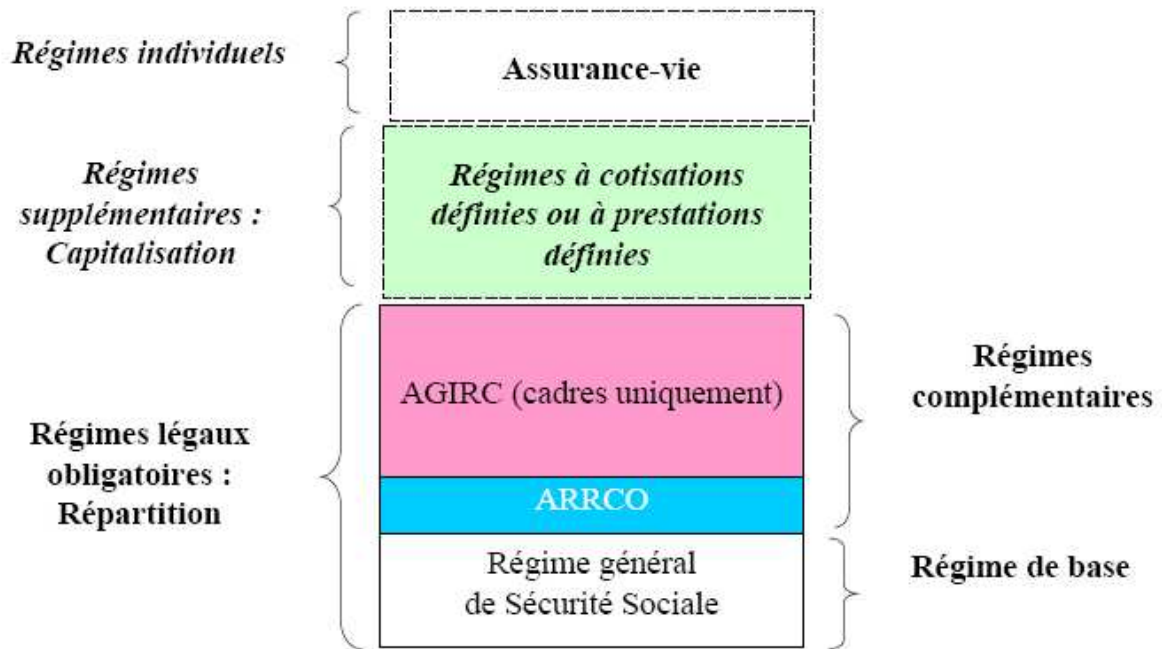 Régimes individuels
Assurance-vie
Régimes
supplémentaires :
Capitalisation
Régimes à cotisations
définies ou à prestations
définies
Régimes légaux
obligatoires :
Répartition
AGIRC (cadres uniquement)
ARRCO
Régime général
de Sécurité Sociale
Régimes
complémentaires
Régime de base